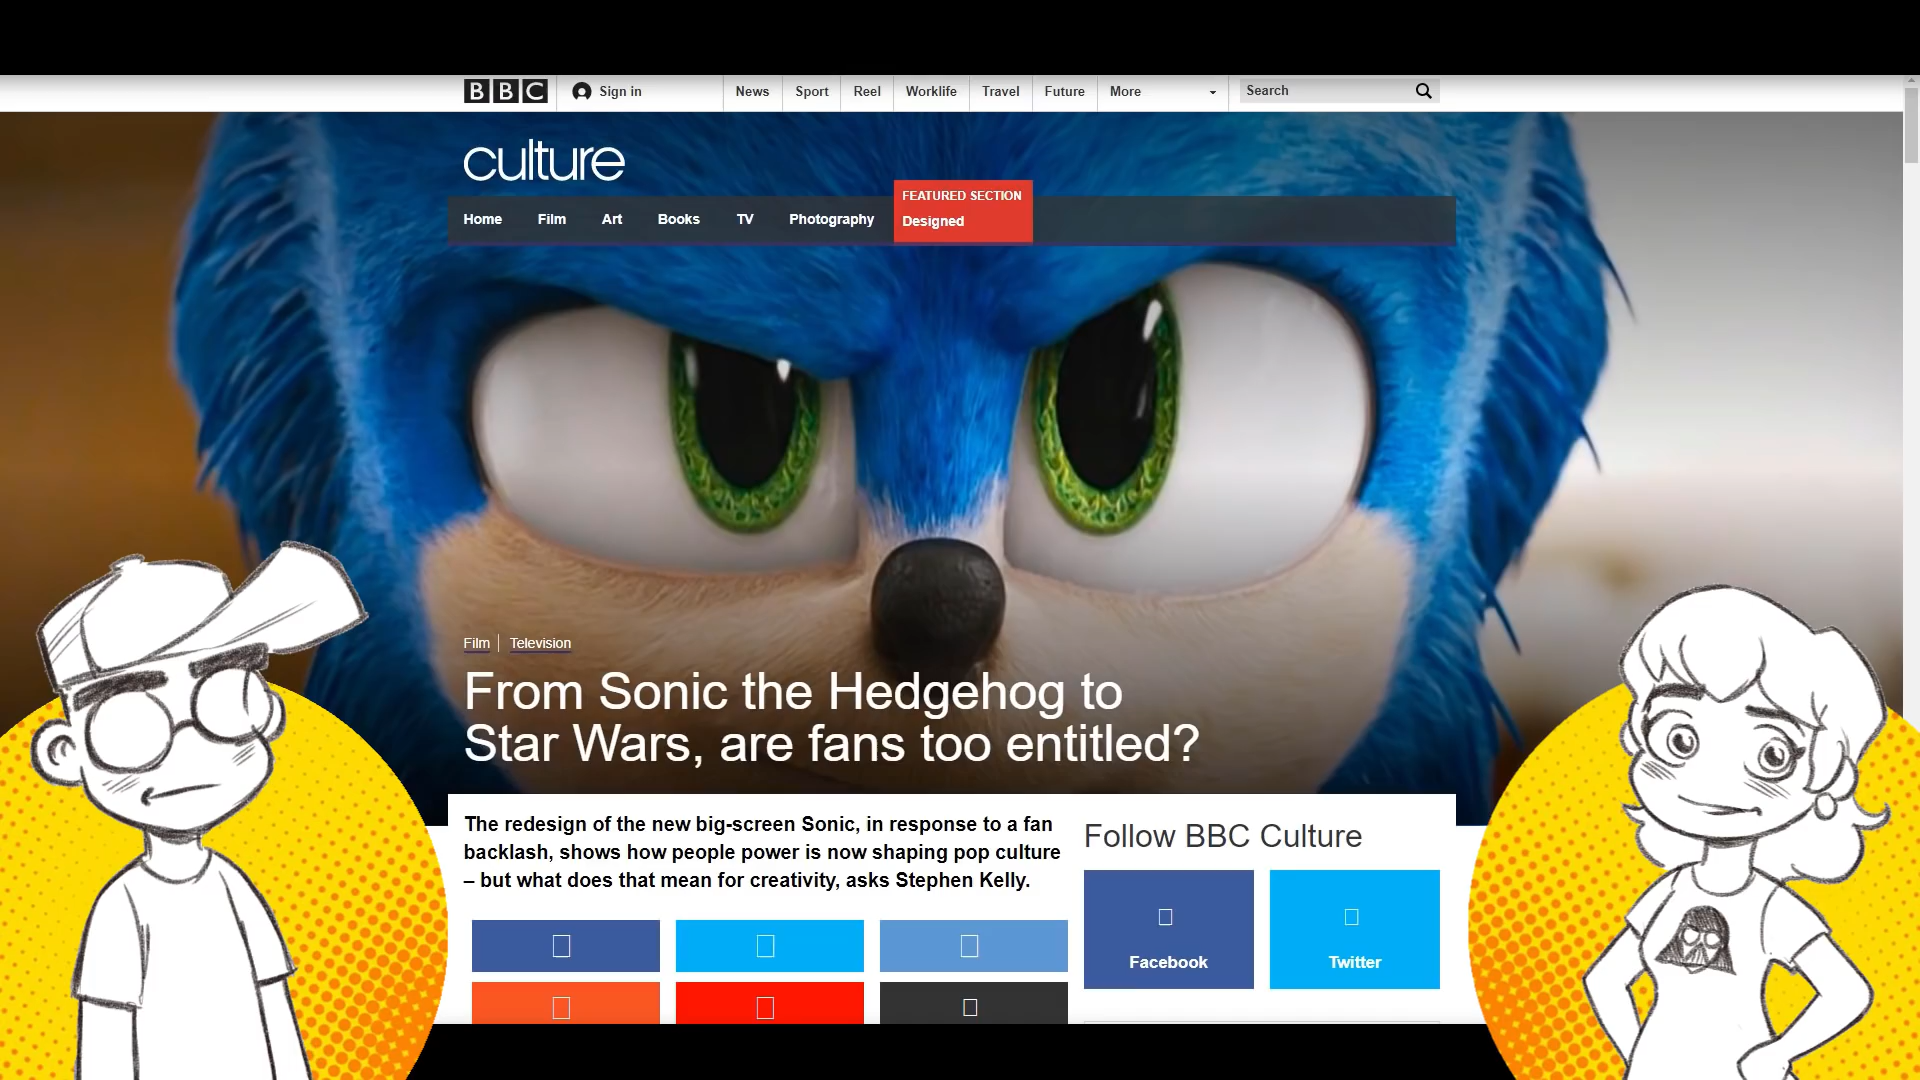 BBC
Sign in
News
Sport
Reel
Worklife
Travel
Future
More
Search
culture
Home
Film
Art
Books
TV
Photography
FEATURED SECTION
Designed
Film
Television
From Sonic the Hedgehog to
Star Wars, are fans too entitled?
The redesign of the new big-screen Sonic, in response to a fan
backlash, shows how people power is now shaping pop culture
– but what does that mean for creativity, asks Stephen Kelly.
Follow BBC Culture
Facebook
Twitter